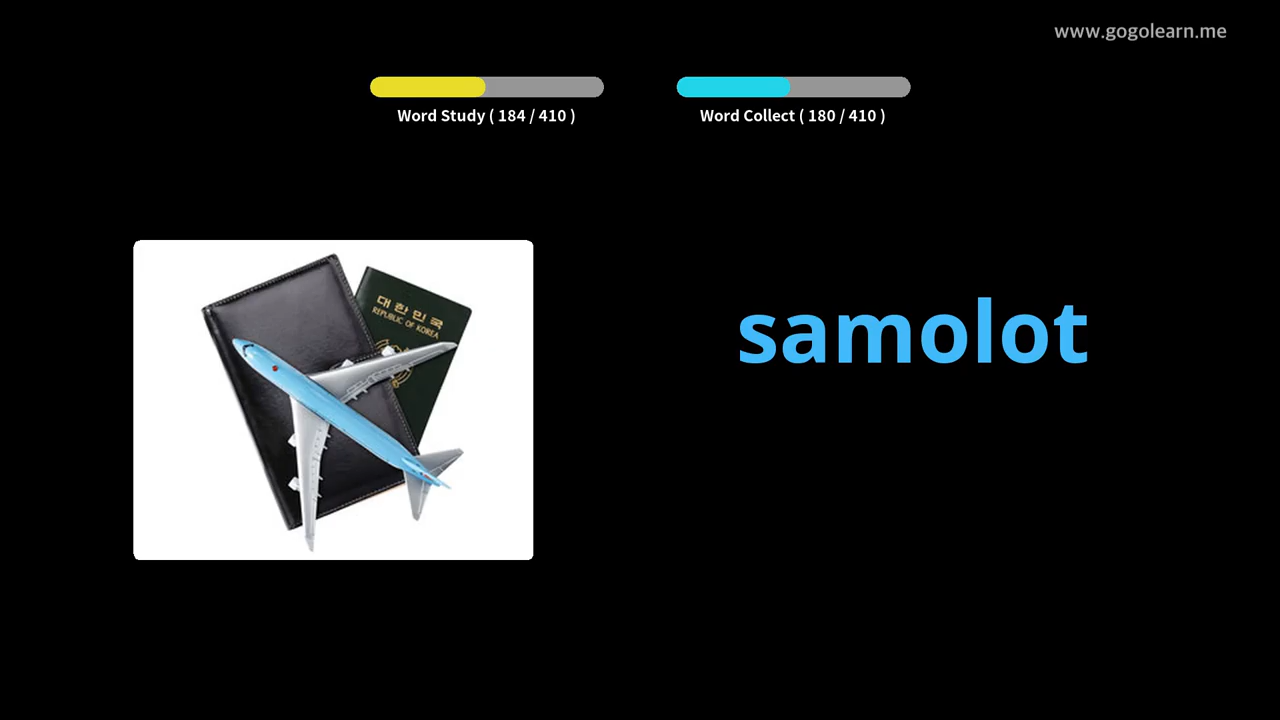 www.gogolearn.me
Word Study ( 184 / 410 )
Word Collect ( 180 / 410 )
대한민국
REPUBLIC OF KOREA
samolot